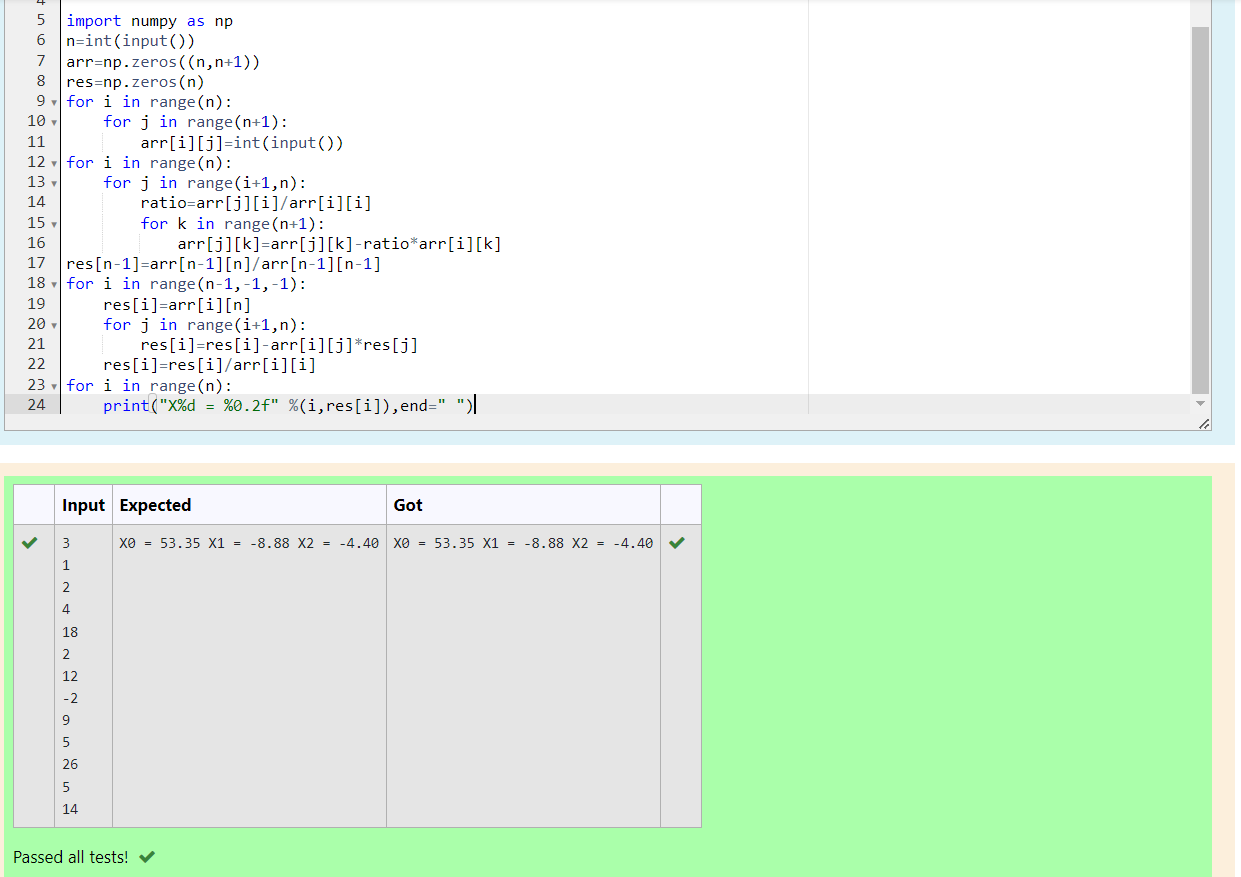 4
5 import numpy as np
6 n=int(input())
7 arr=np.zeros((n,n+1))
8 res=np.zeros(n)
9 for i in range(n):
10     for j in range(n+1):
11         arr[i][j]=int(input())
12 for i in range(n):
13     for j in range(i+1,n):
14         ratio=arr[j][i]/arr[i][i]
15         for k in range(n+1):
16             arr[j][k]=arr[j][k]-ratio*arr[i][k]
17 res[n-1]=arr[n-1][n]/arr[n-1][n-1]
18 for i in range(n-1,-1,-1):
19     res[i]=arr[i][n]
20     for j in range(i+1,n):
21         res[i]=res[i]-arr[i][j]*res[j]
22     res[i]=res[i]/arr[i][i]
23 for i in range(n):
24     print("X%d = %0.2f" %(i,res[i]),end=" ")
Input Expected Got
3 X0 = 53.35 X1 = -8.88 X2 = -4.40 X0 = 53.35 X1 = -8.88 X2 = -4.40
1
2
4
18
2
12
-2
9
5
26
5
14
Passed all tests!